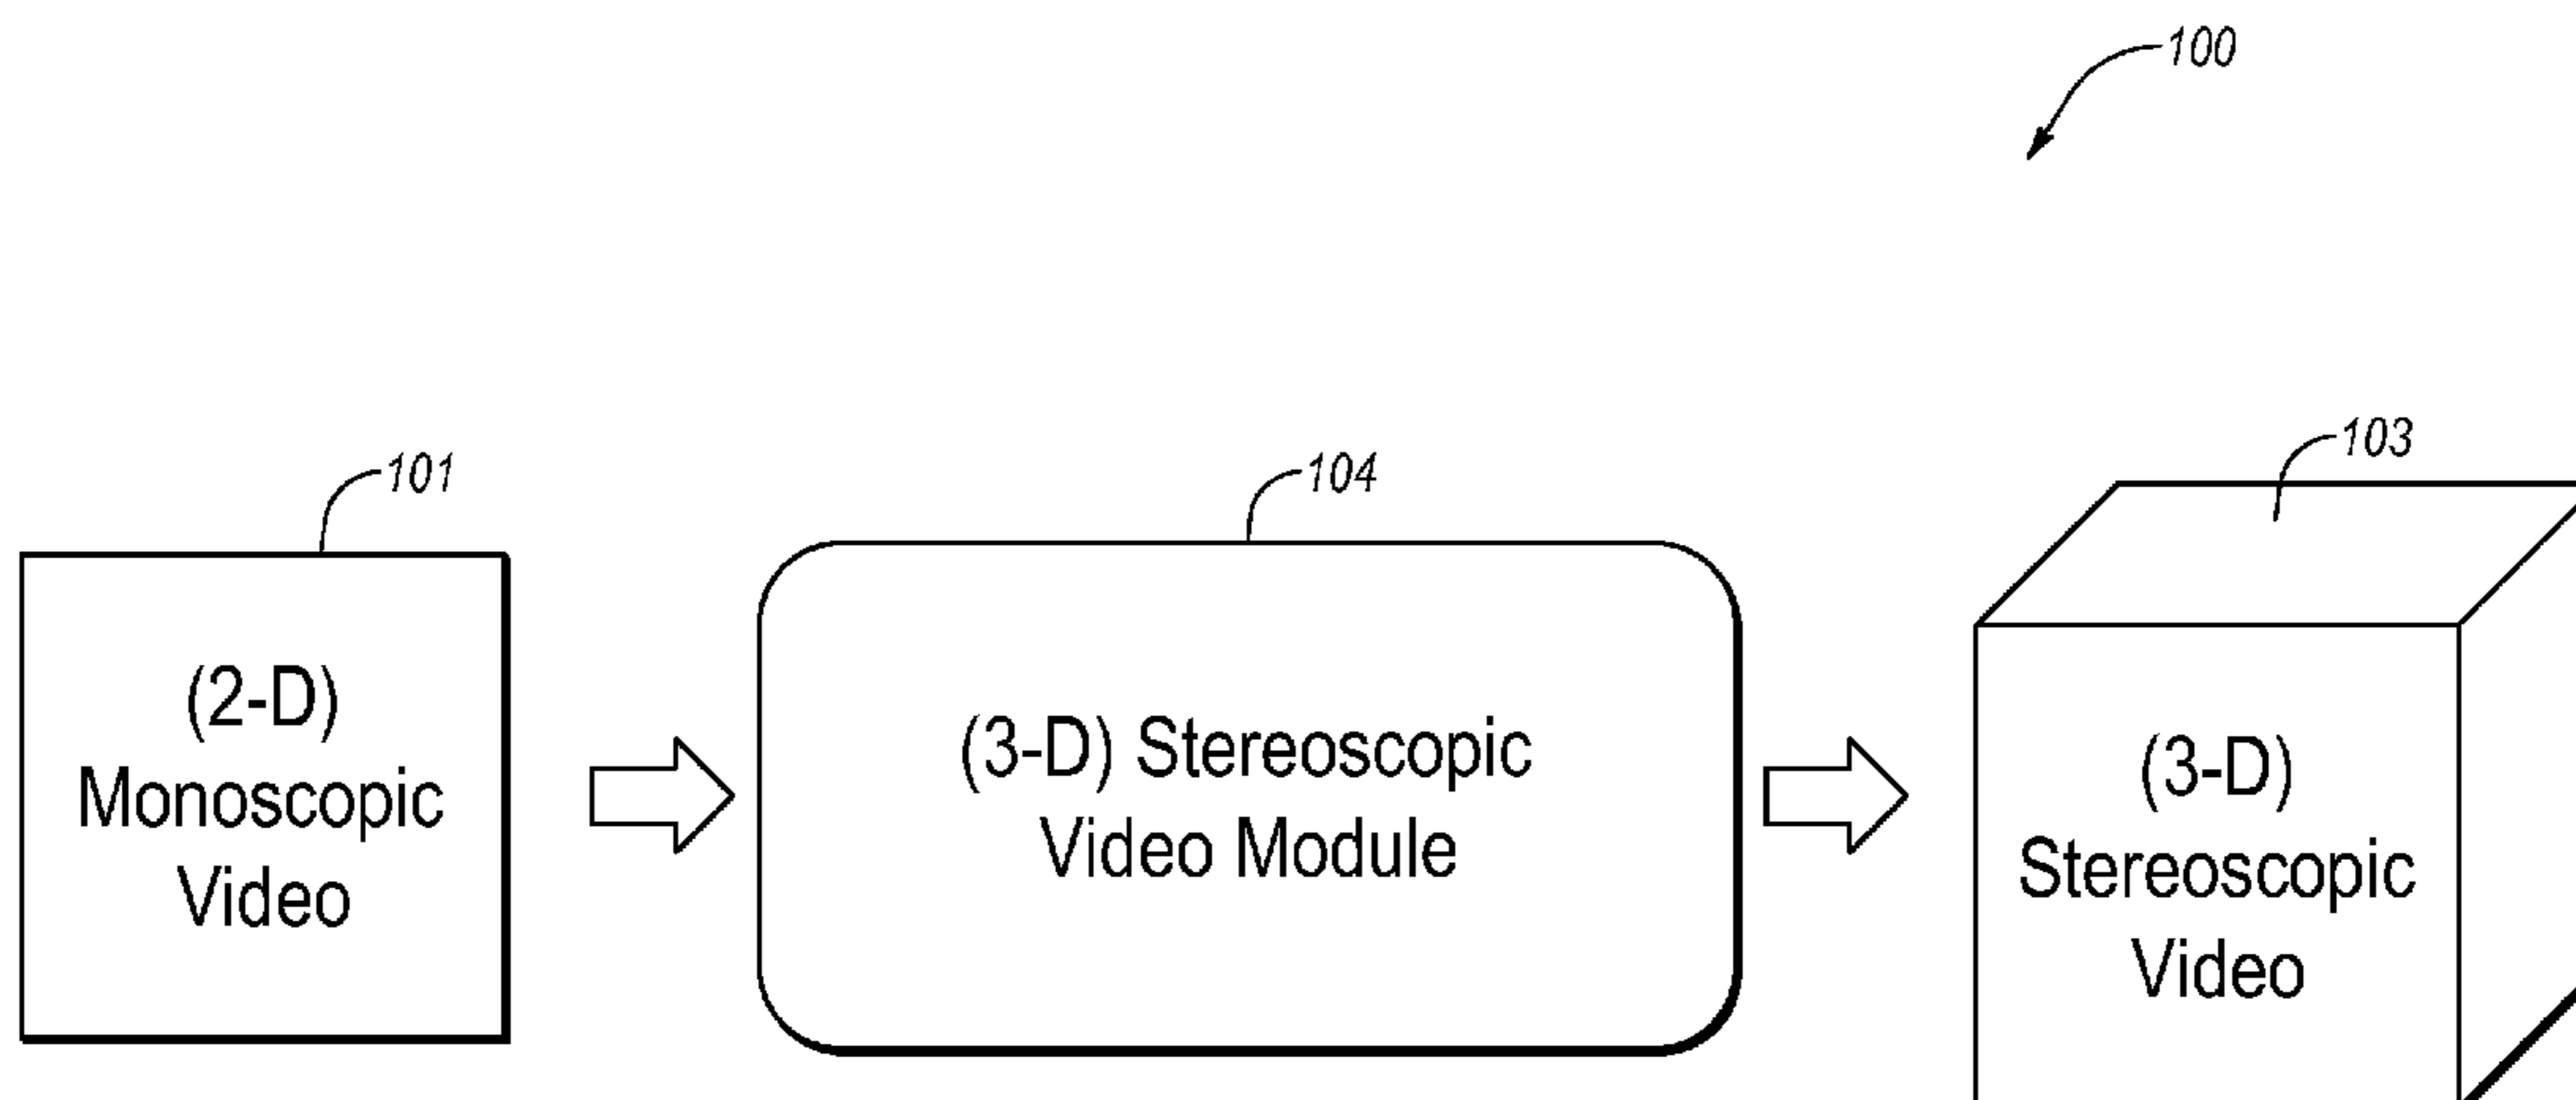 100
101
(2-D)
Monoscopic
Video
104
(3-D) Stereoscopic
Video Module
103
(3-D)
Stereoscopic
Video